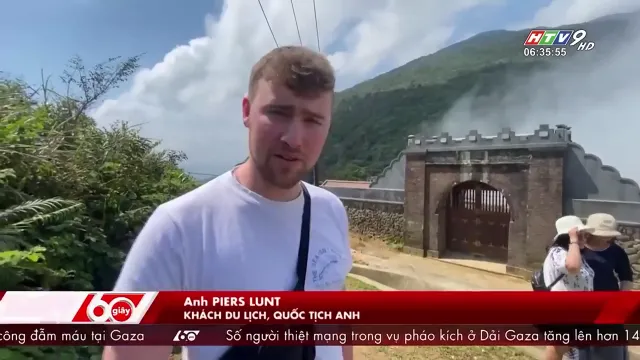 HTV9 HD
06:35:55
60 giây
Anh PIERS LUNT
KHÁCH DU LỊCH, QUỐC TỊCH ANH
công đẫm máu tại Gaza 60 Số người thiệt mạng trong vụ pháo kích ở Dải Gaza tăng lên hơn 14